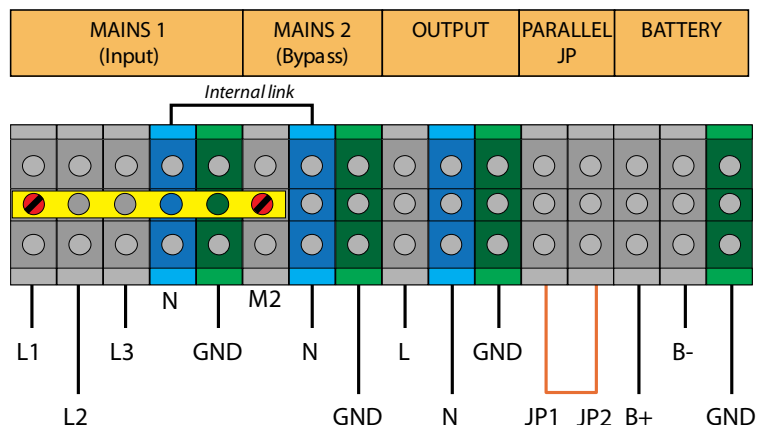 MAINS 1
(Input)
MAINS 2
(Bypass)
OUTPUT
PARALLEL
JP
BATTERY
Internal link
N
M2
L1
L3
GND
N
L
GND
B-
L2
GND
N
JP1
JP2
B+
GND